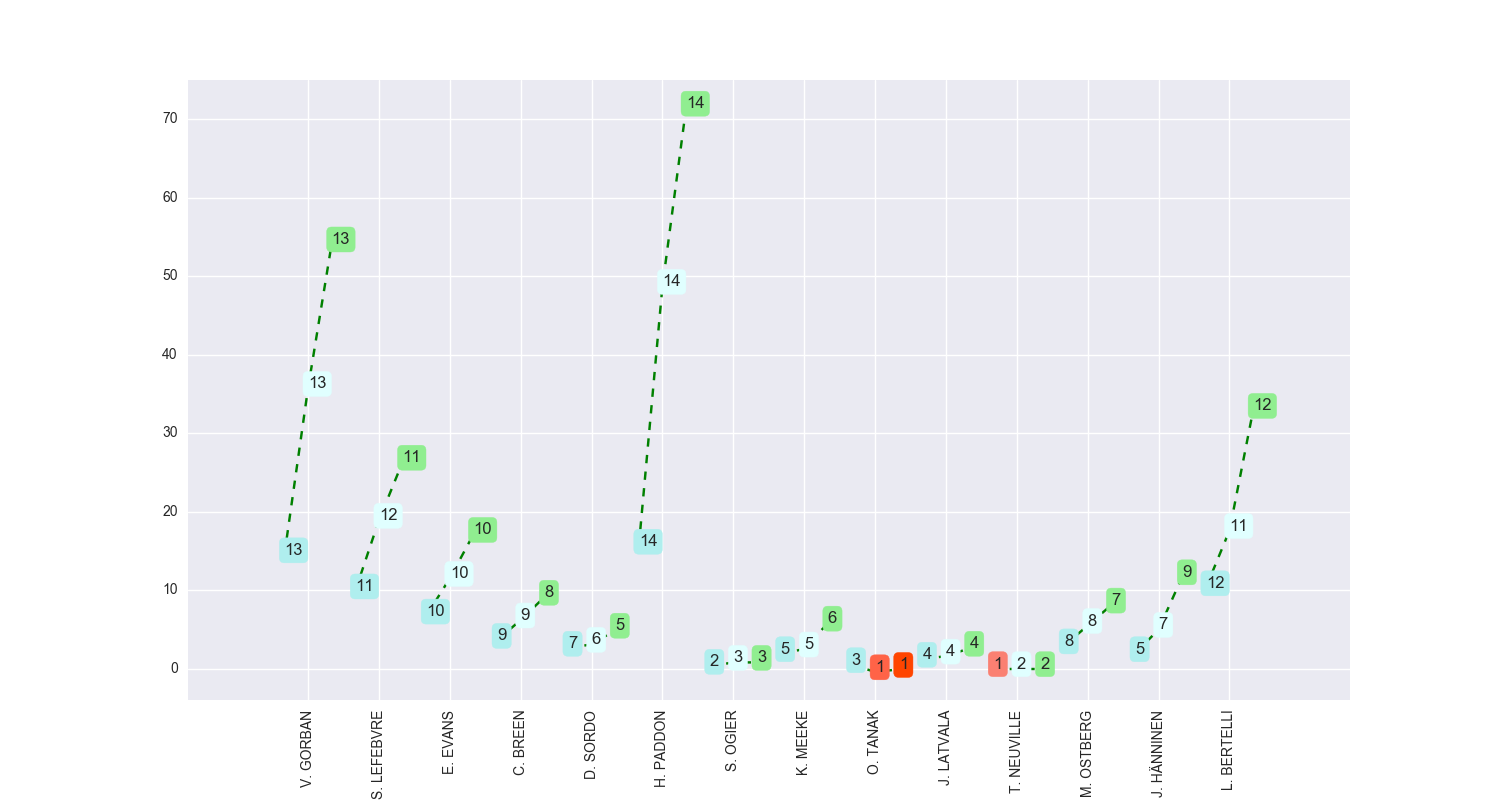 70
60
50
40
30
20
10
0
13 13 13
11 12 11
10 10 10
9 9 8
7 6 5
14 14 14
2 3 3
5 5 6
3 1 1
4 4 4
1 2 2
8 8 7
5 7 9
12 11 12
V. GORBAN
S. LEFEBVRE
E. EVANS
C. BREEN
D. SORDO
H. PADDON
S. OGIER
K. MEEKE
O. TANAK
J. LATVALA
T. NEUVILLE
M. OSTBERG
J. HÄNNINEN
L. BERTELLI